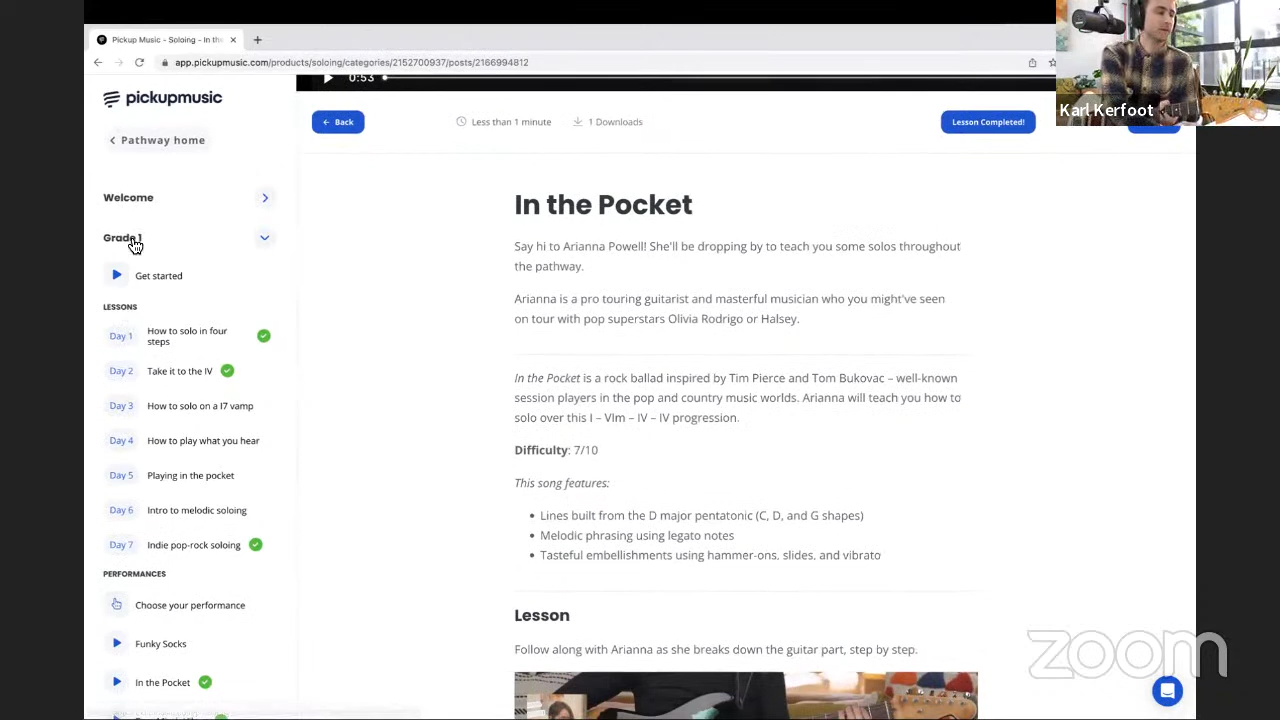 Pickup Music - Soloing - In the
app.pickupmusic.com/products/soloing/categories/2152700937/posts/2166994812
Karl Kerfoot
0:53
pickupmusic
Back
Less than 1 minute
1 Downloads
Lesson Completed!
Pathway home
Welcome
Grade 1
Get started
LESSONS
Day 1 How to solo in four
steps
Day 2 Take it to the IV
Day 3 How to solo on a I7 vamp
Day 4 How to play what you hear
Day 5 Playing in the pocket
Day 6 Intro to melodic soloing
Day 7 Indie pop-rock soloing
PERFORMANCES
Choose your performance
Funky Socks
In the Pocket
In the Pocket
Say hi to Arianna Powell! She'll be dropping by to teach you some solos throughout
the pathway.
Arianna is a pro touring guitarist and masterful musician who you might've seen
on tour with pop superstars Olivia Rodrigo or Halsey.
In the Pocket is a rock ballad inspired by Tim Pierce and Tom Bukovac – well-known
session players in the pop and country music worlds. Arianna will teach you how to
solo over this I – VIm – IV – IV progression.
Difficulty: 7/10
This song features:
• Lines built from the D major pentatonic (C, D, and G shapes)
• Melodic phrasing using legato notes
• Tasteful embellishments using hammer-ons, slides, and vibrato
Lesson
Follow along with Arianna as she breaks down the guitar part, step by step.
zoom